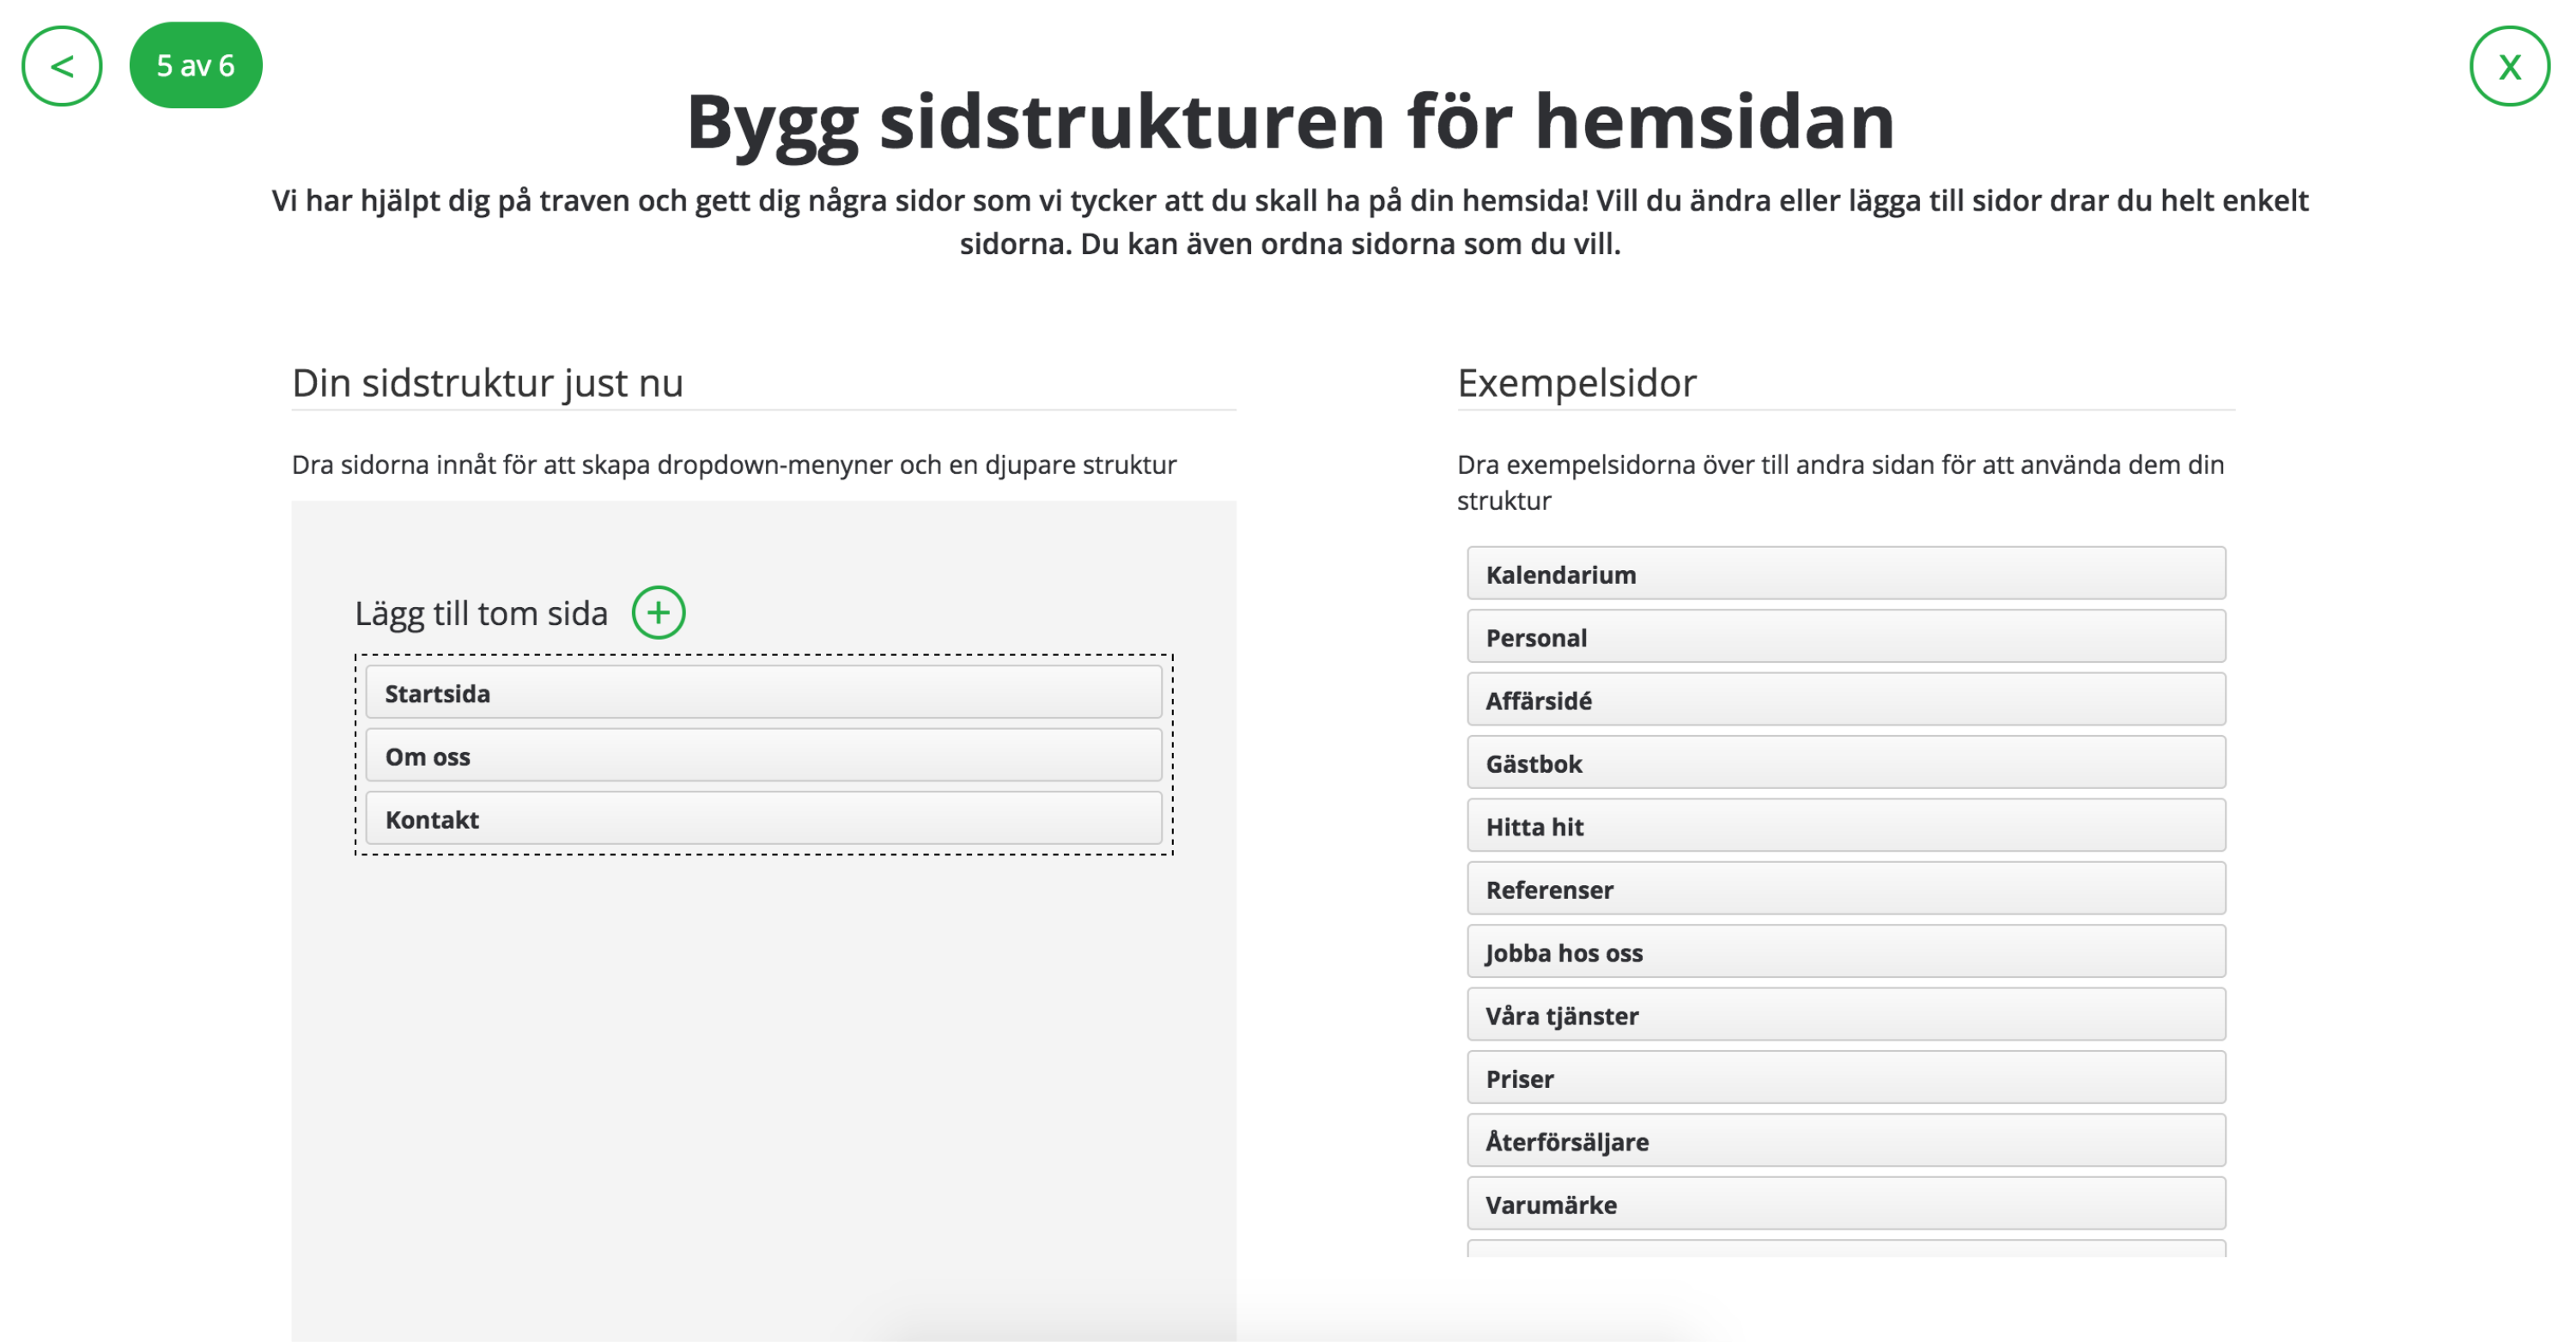 <
5 av 6
X
Bygg sidstrukturen för hemsidan
Vi har hjälpt dig på traven och gett dig några sidor som vi tycker att du skall ha på din hemsida! Vill du ändra eller lägga till sidor drar du helt enkelt
sidorna. Du kan även ordna sidorna som du vill.
Din sidstruktur just nu
Dra sidorna innåt för att skapa dropdown-menyner och en djupare struktur
Lägg till tom sida +
Startsida
Om oss
Kontakt
Exempelsidor
Dra exempelsidorna över till andra sidan för att använda dem din
struktur
Kalendarium
Personal
Affärsidé
Gästbok
Hitta hit
Referenser
Jobba hos oss
Våra tjänster
Priser
Återförsäljare
Varumärke